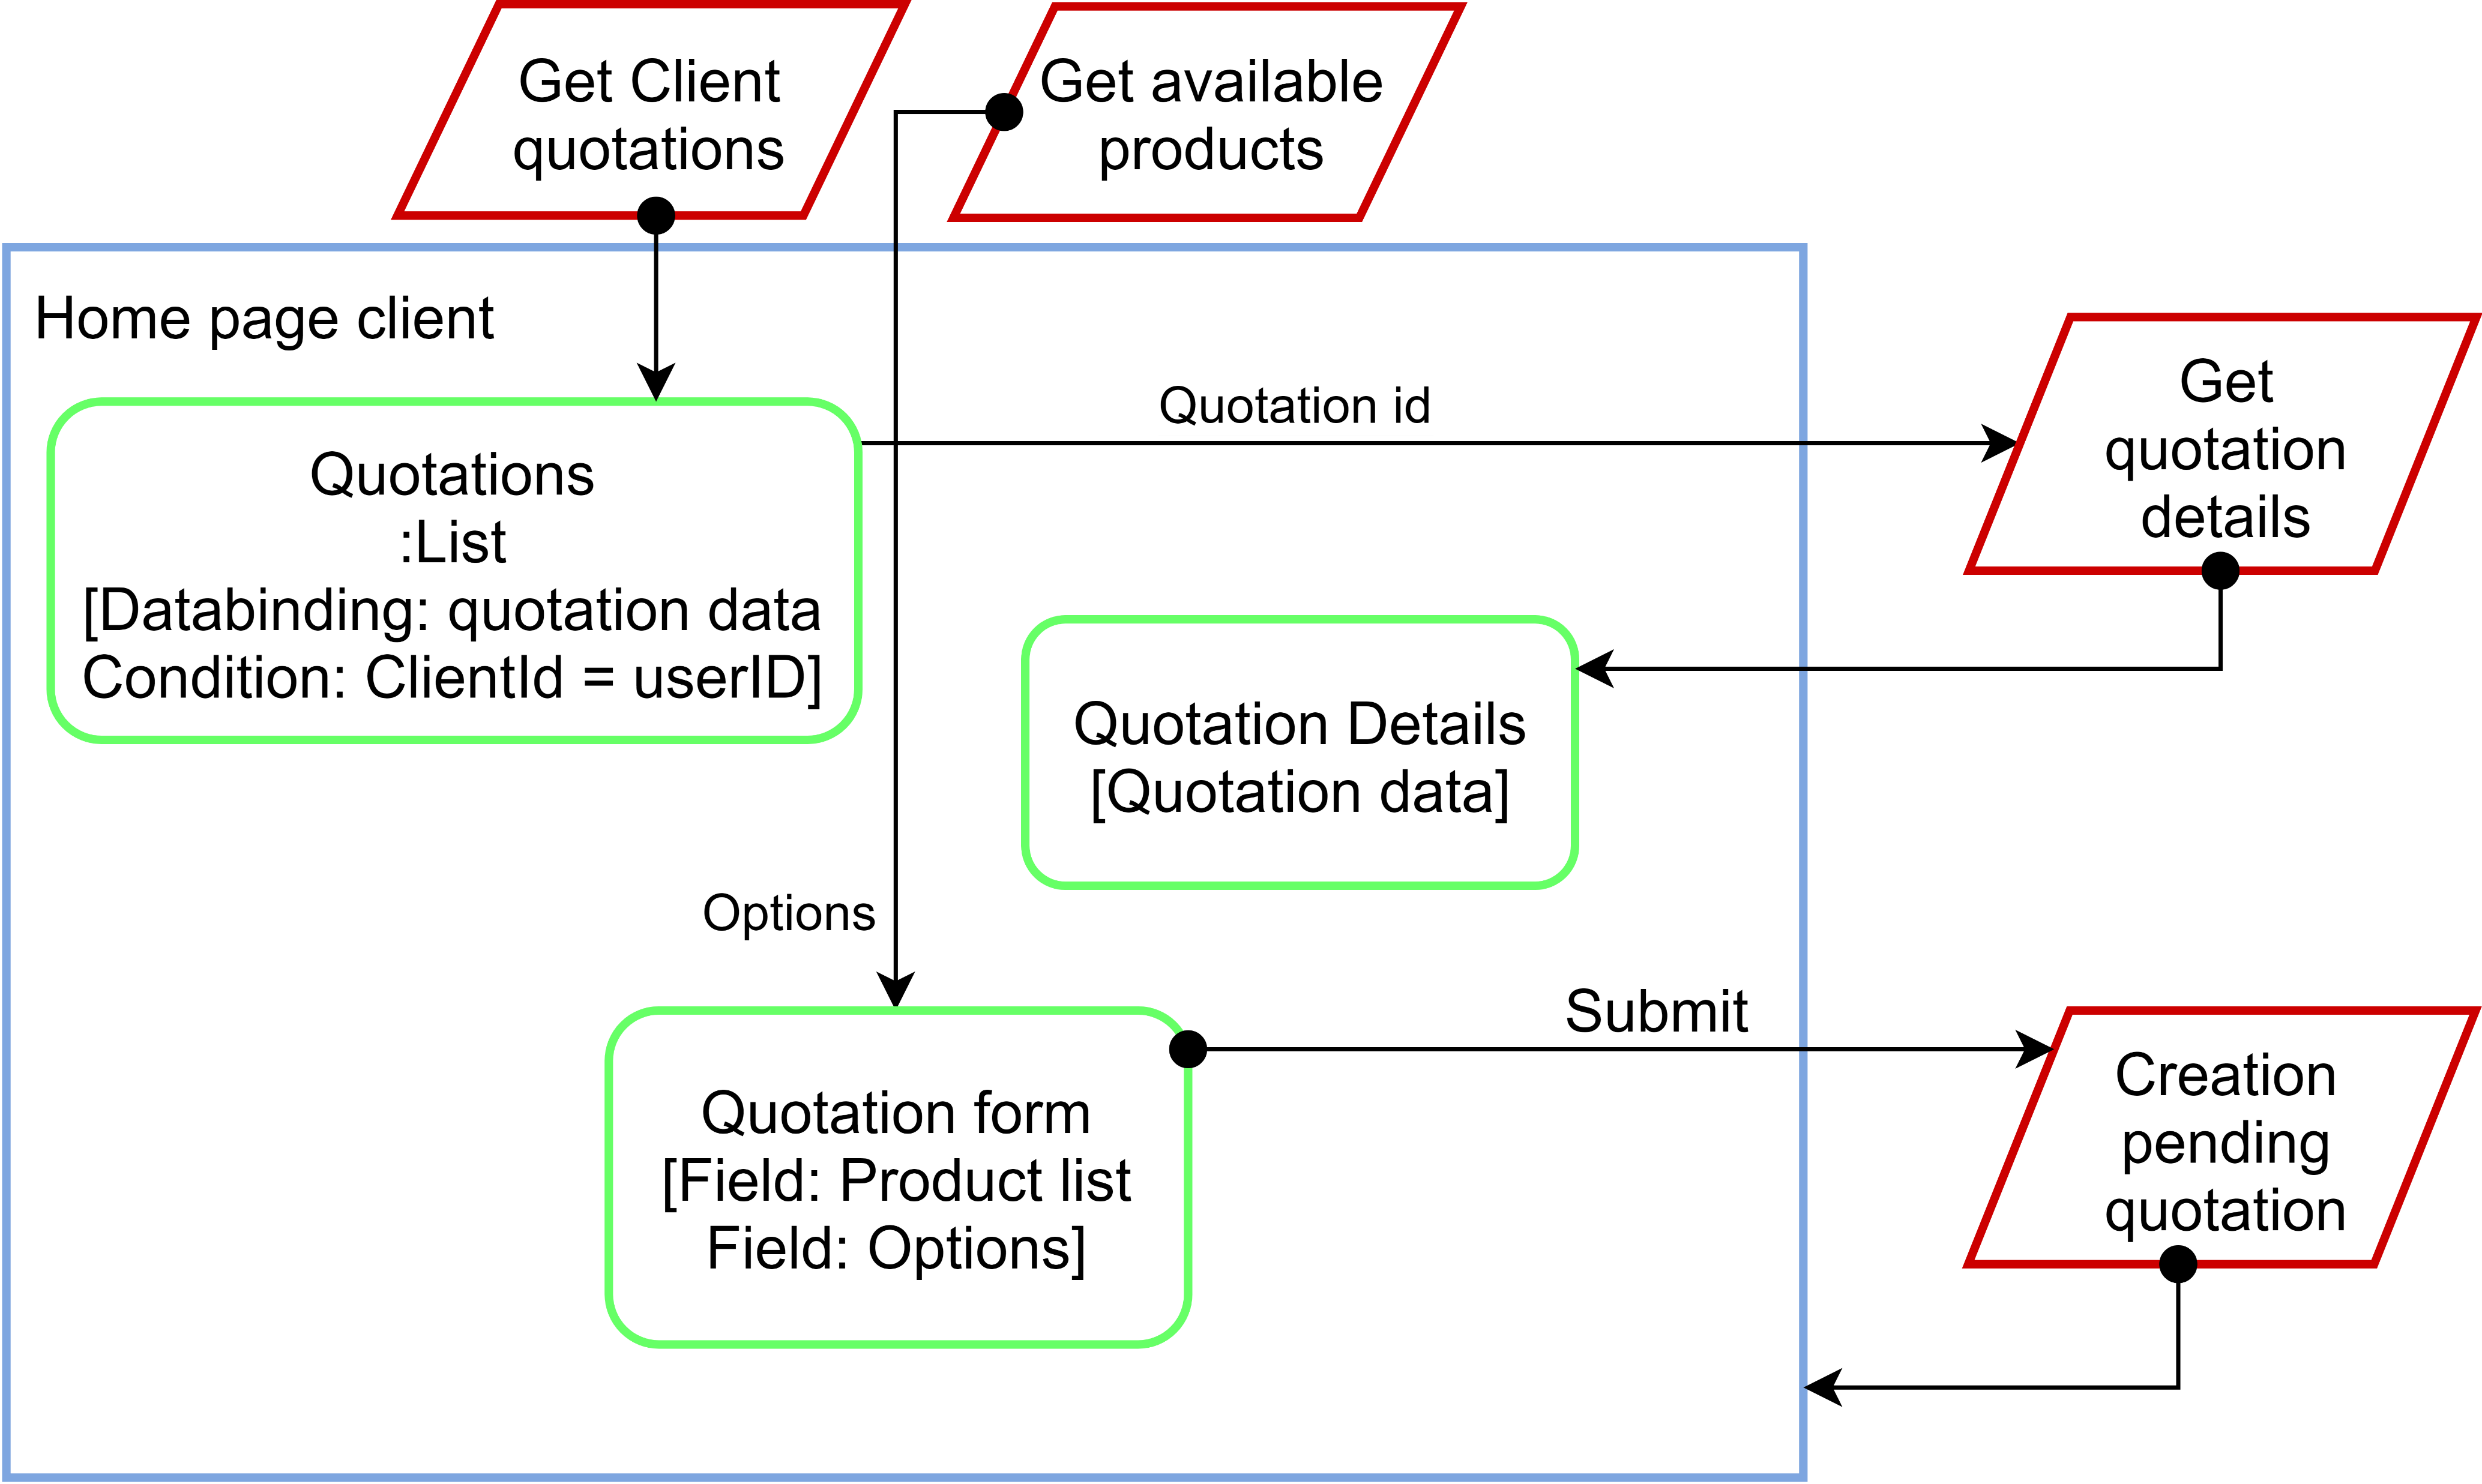 Get Client
quotations
Get available
products
Home page client
Quotation id
Get
quotation
details
Quotations
:List
[Databinding: quotation data
Condition: ClientId = userID]
Quotation Details
[Quotation data]
Options
Submit
Quotation form
[Field: Product list
Field: Options]
Creation
pending
quotation